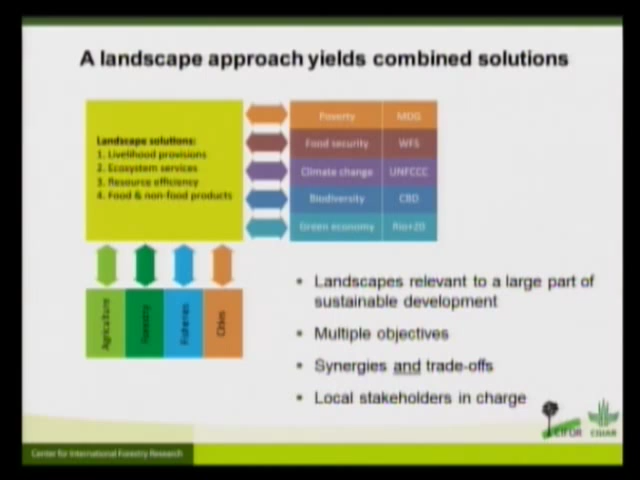 A landscape approach yields combined solutions
Landscape solutions:
1. Livelihood provisions
2. Ecosystem services
3. Resource efficiency
4. Food & non-food products
Poverty MDG
Food security WFS
Climate change UNFCCC
Biodiversity CBD
Green economy Rio+20
Agriculture
Forestry
Fisheries
Cities
• Landscapes relevant to a large part of
sustainable development
• Multiple objectives
• Synergies and trade-offs
• Local stakeholders in charge
CIFOR
CGIAR
Center for International Forestry Research